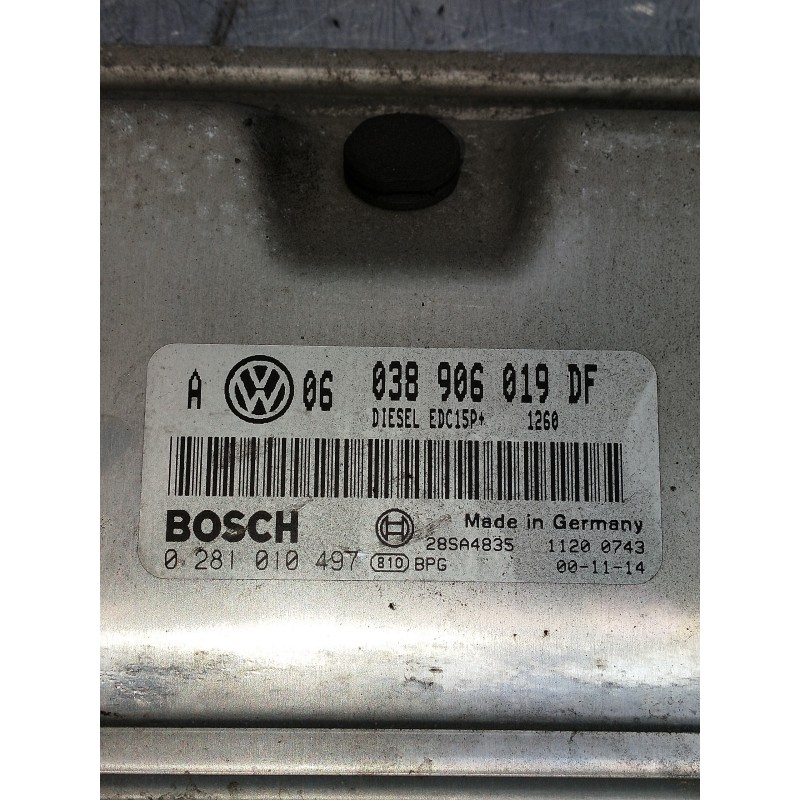 A VW 06 038 906 019 DF
DIESEL EDC15P+ 1260
BOSCH Made in Germany
28SA4835 1120 0743
0 281 010 497 810 BPG 00-11-14